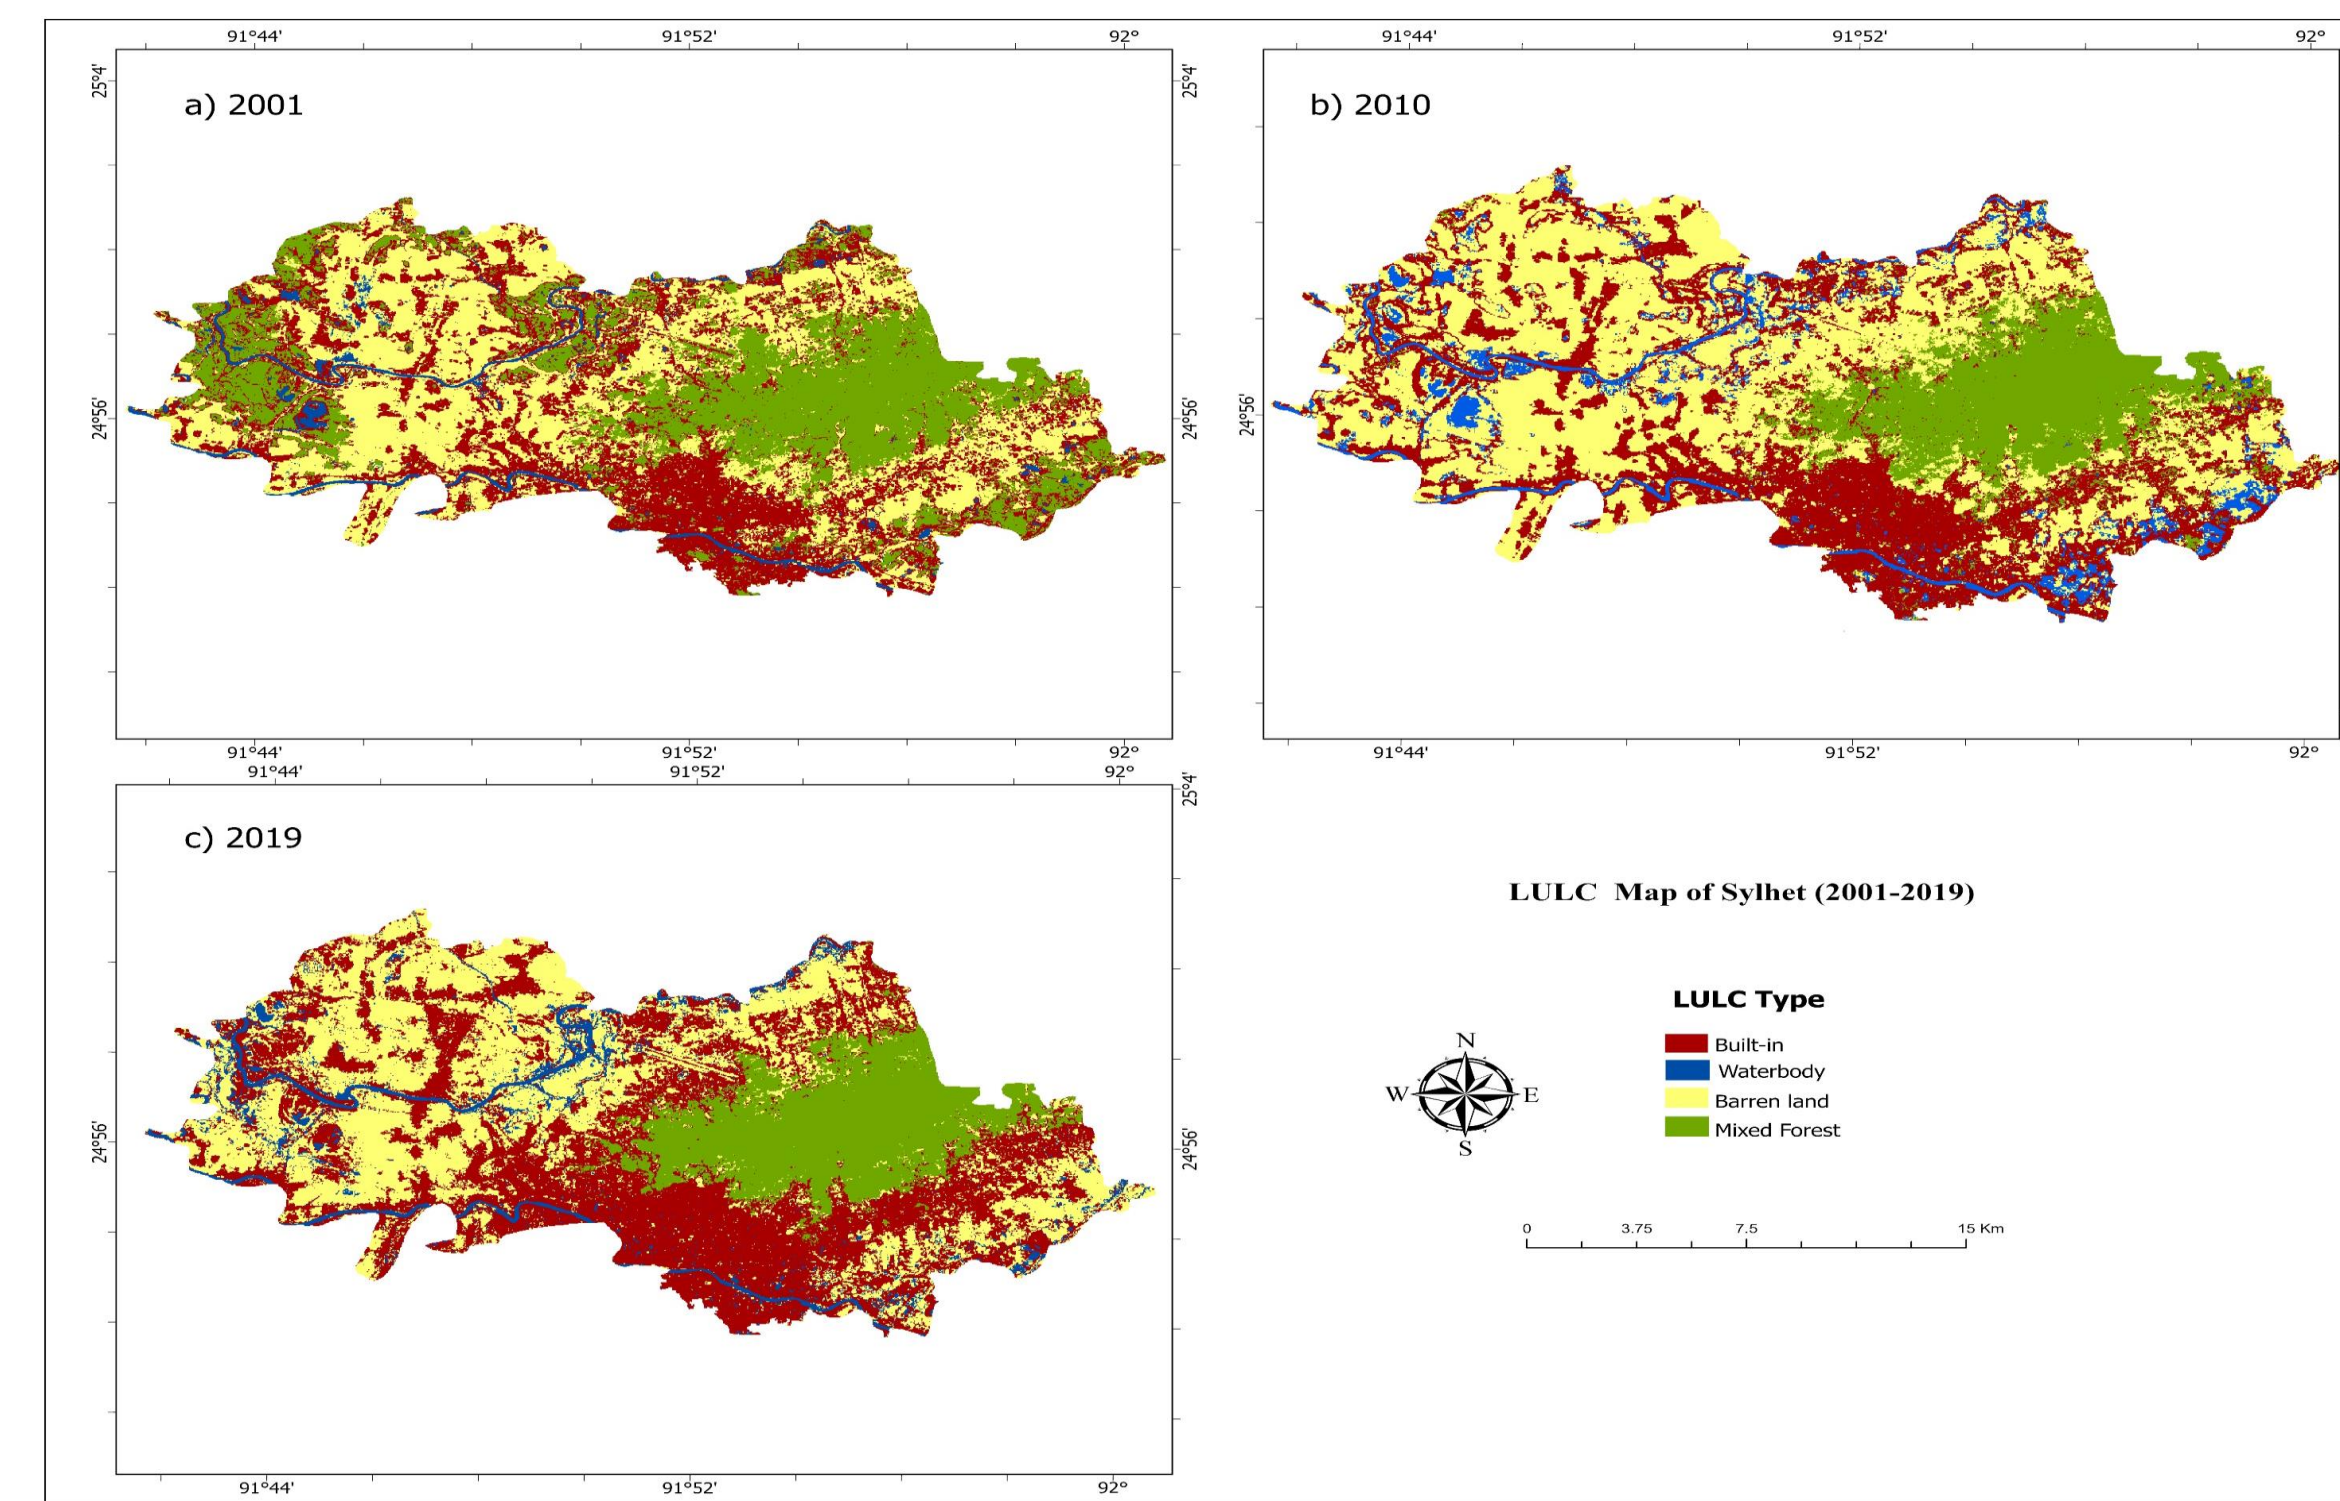 91°44' 91°52' 92°
91°44' 91°52' 92°
25°4'
25°4'
a) 2001
b) 2010
24°56'
24°56'
24°56'
91°44' 91°52' 92°
91°44' 91°52' 92°
91°44' 91°52' 92°
25°4'
c) 2019
LULC Map of Sylhet (2001-2019)
LULC Type
Built-in
Waterbody
Barren land
Mixed Forest
N
W E
S
24°56'
24°56'
0 3.75 7.5 15 Km
91°44' 91°52' 92°